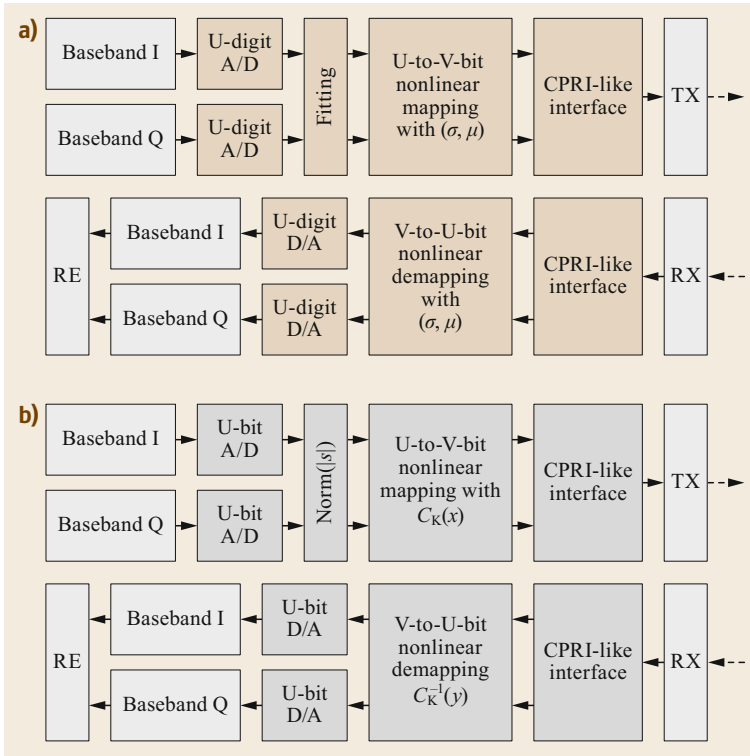 a)
Baseband I
U-digit
A/D
Baseband Q
U-digit
A/D
Fitting
U-to-V-bit
nonlinear
mapping
with (σ, μ)
CPRI-like
interface
TX
RE
Baseband I
U-digit
D/A
Baseband Q
U-digit
D/A
V-to-U-bit
nonlinear
demapping
with
(σ, μ)
CPRI-like
interface
RX
b)
Baseband I
U-bit
A/D
Baseband Q
U-bit
A/D
Norm(|s|)
U-to-V-bit
nonlinear
mapping with
C_K(x)
CPRI-like
interface
TX
RE
Baseband I
U-bit
D/A
Baseband Q
U-bit
D/A
V-to-U-bit
nonlinear
demapping
C_K^{-1}(y)
CPRI-like
interface
RX